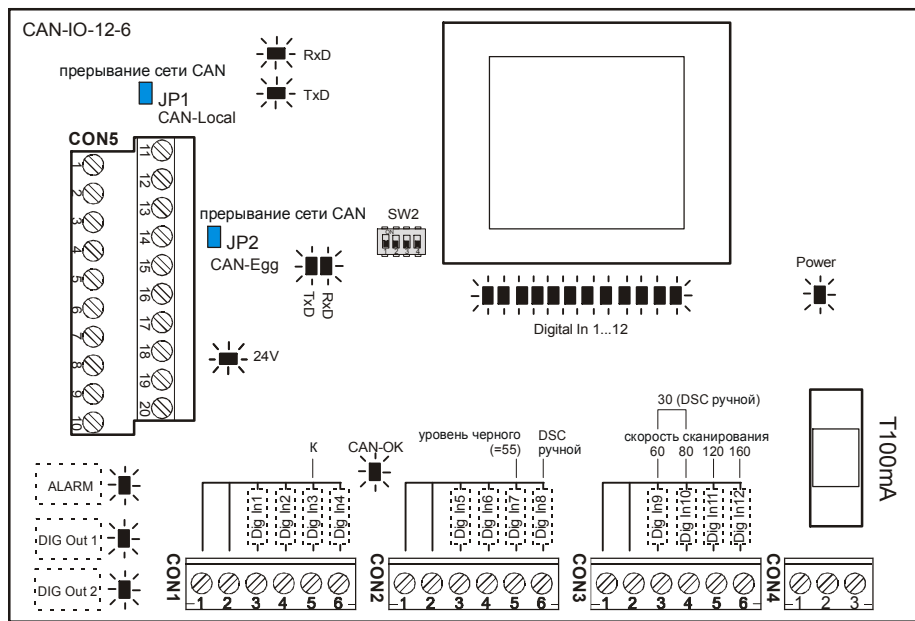 CAN-IO-12-6
RxD
прерывание сети CAN
TxD
JP1
CAN-Local
CON5
1
2
3
4
5
6
7
8
9
10
11
12
13
14
15
16
17
18
19
20
прерывание сети CAN
JP2
CAN-Egg
TxD
RxD
SW2
ON
1 2 3 4
Power
Digital In 1...12
24V
30 (DSC ручной)
уровень черного
(=55)
DSC
ручной
скорость сканирования
60
80
120
160
К
CAN-OK
T100mA
ALARM
DIG Out 1
DIG Out 2
Dig In1
Dig In2
Dig In3
Dig In4
Dig In5
Dig In6
Dig In7
Dig In8
Dig In9
Dig In10
Dig In11
Dig In12
CON1
1 2 3 4 5 6
CON2
1 2 3 4 5 6
CON3
1 2 3 4 5 6
CON4
1 2 3